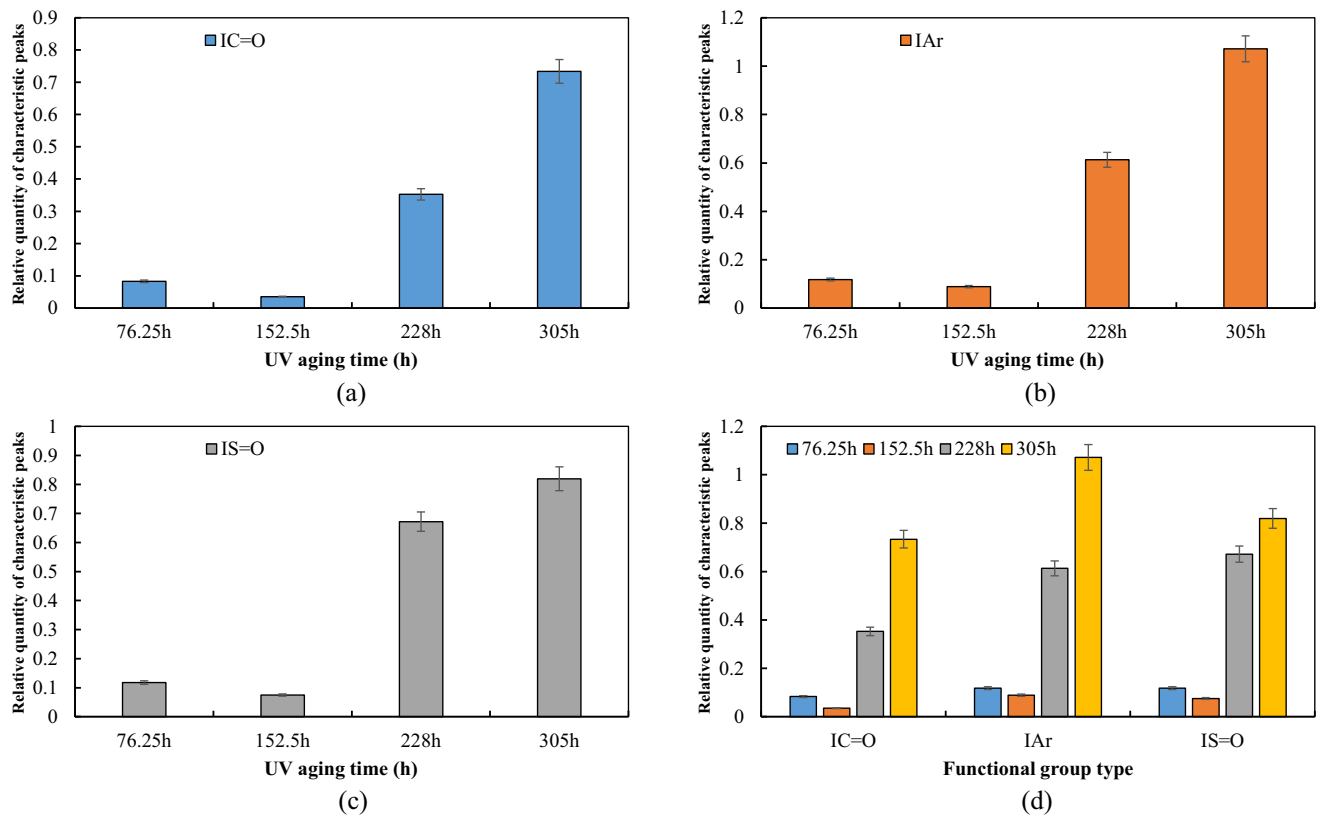 Relative quantity of characteristic peaks
0.9
0.8
0.7
0.6
0.5
0.4
0.3
0.2
0.1
0
IC=O
76.25h 152.5h 228h 305h
UV aging time (h)
(a)
Relative quantity of characteristic peaks
1.2
1
0.8
0.6
0.4
0.2
0
IAr
76.25h 152.5h 228h 305h
UV aging time (h)
(b)
Relative quantity of characteristic peaks
1
0.9
0.8
0.7
0.6
0.5
0.4
0.3
0.2
0.1
0
IS=O
76.25h 152.5h 228h 305h
UV aging time (h)
(c)
Relative quantity of characteristic peaks
1.2
1
0.8
0.6
0.4
0.2
0
76.25h 152.5h 228h 305h
IC=O IAr IS=O
Functional group type
(d)